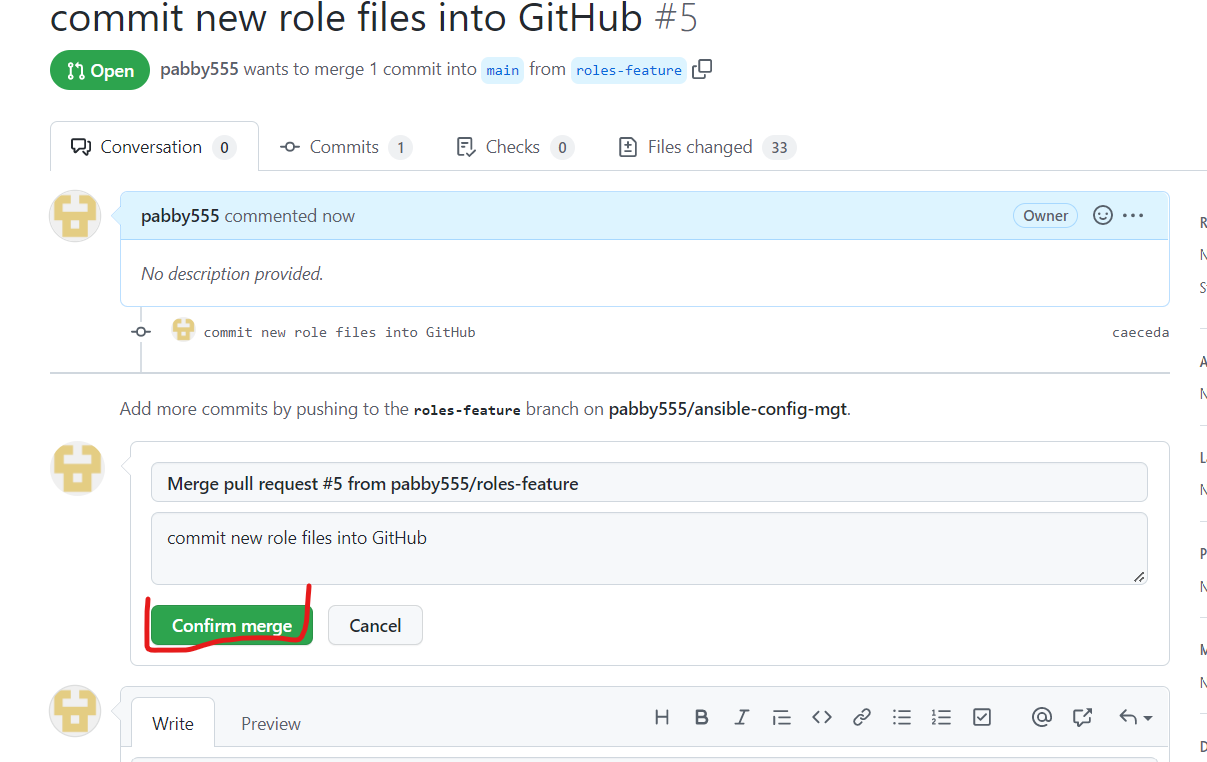 commit new role files into GitHub #5
Open pabby555 wants to merge 1 commit into main from roles-feature
Conversation 0 Commits 1 Checks 0 Files changed 33
pabby555 commented now Owner
No description provided.
commit new role files into GitHub caeceda
Add more commits by pushing to the roles-feature branch on pabby555/ansible-config-mgt.
Merge pull request #5 from pabby555/roles-feature
commit new role files into GitHub
Confirm merge Cancel
Write Preview